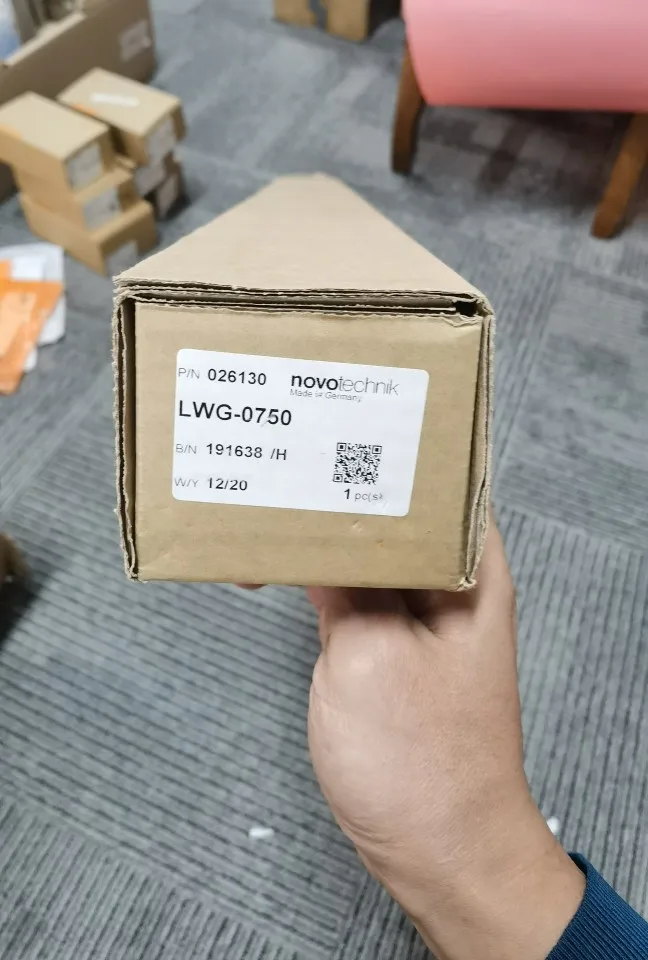 P/N 026130 novotechnik
Made in Germany
LWG-0750
B/N 191638 /H
W/Y 12/20
1 pc(s)